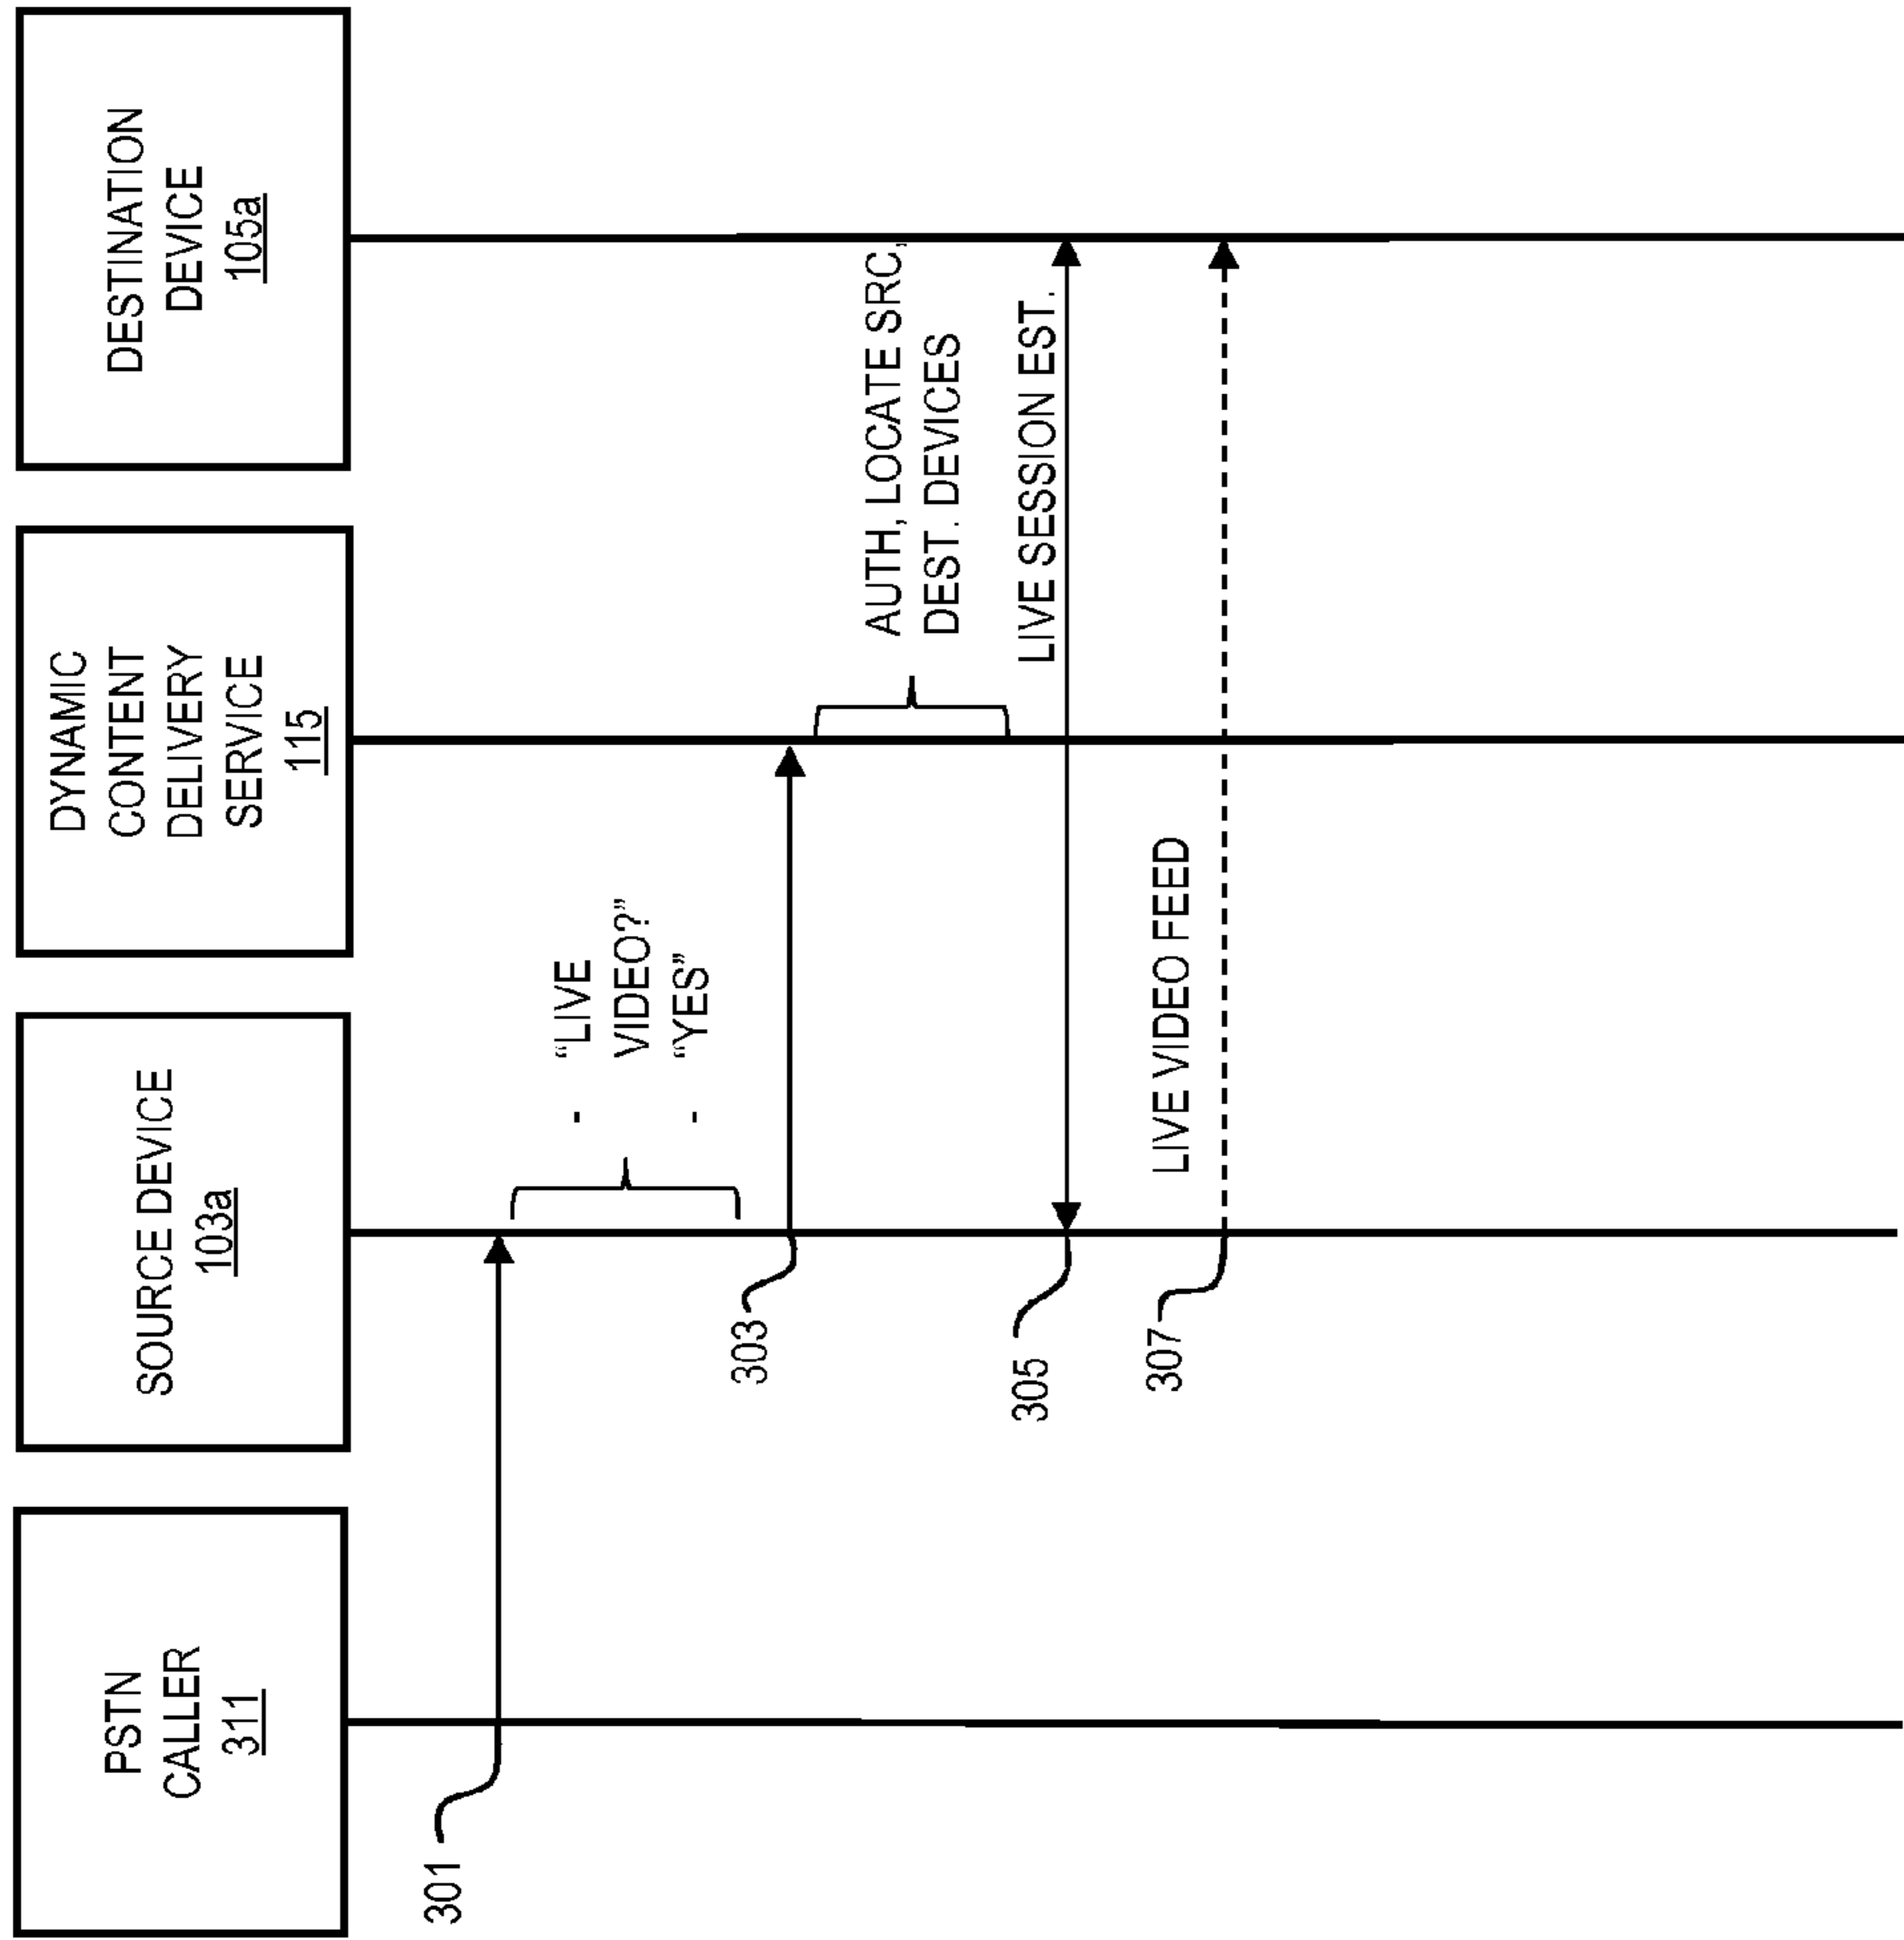 PSTN
CALLER
311
SOURCE DEVICE
103a
DYNAMIC
CONTENT
DELIVERY
SERVICE
115
DESTINATION
DEVICE
105a
301
- “LIVE
VIDEO?”
- “YES”
303
AUTH, LOCATE SRC,
DEST. DEVICES
305
LIVE SESSION EST.
307
LIVE VIDEO FEED